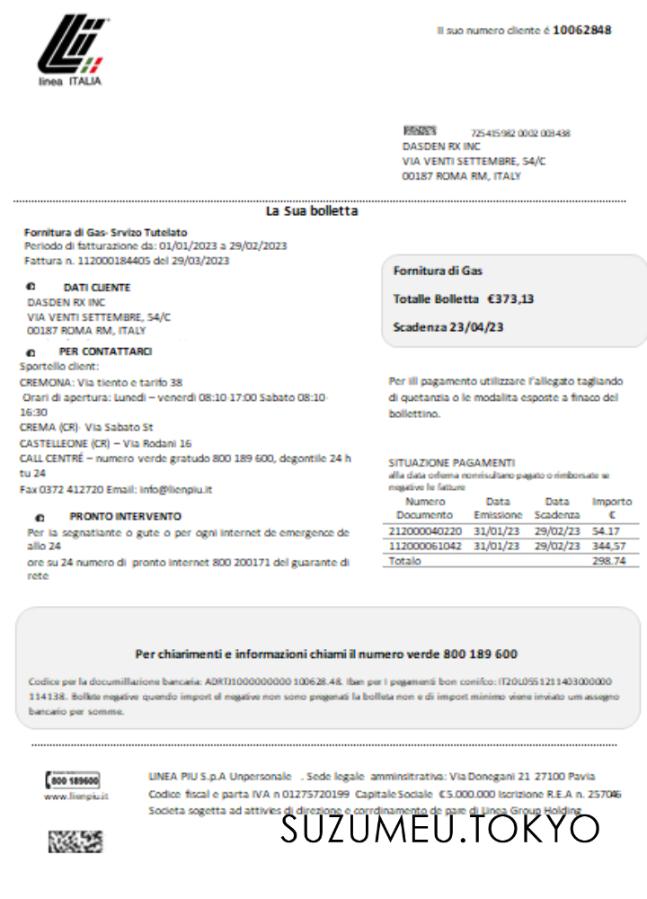 Il suo numero cliente é 10062848
linea ITALIA
725415982 0002 003438
DASDEN RX INC
VIA VENTI SETTEMBRE, 54/C
00187 ROMA RM, ITALY
La Sua bolletta
Fornitura di Gas- Srvizo Tutelato
Periodo di fatturazione da: 01/01/2023 a 29/02/2023
Fattura n. 112000184405 del 29/03/2023
DATI CLIENTE
DASDEN RX INC
VIA VENTI SETTEMBRE, 54/C
00187 ROMA RM, ITALY
PER CONTATTARCI
Sportello client:
CREMONA: Via tiento e tarifo 38
Orari di apertura: Lunedi – venerdi 08:10-17:00 Sabato 08:10-
16:30
CREMA (CR)- Via Sabato St
CASTELLEONE (CR) – Via Rodani 16
CALL CENTRÉ – numero verde gratudo 800 189 600, degontile 24 h
tu 24
Fax 0372 412720 Email: info@lienpiu.it
PRONTO INTERVENTO
Per la segnatiante o gute o per ogni internet de emergence de
allo 24
ore su 24 numero di pronto internet 800 200171 del guarante di
rete
Fornitura di Gas
Totalle Bolletta €373,13
Scadenza 23/04/23
Per ill pagamento utilizzare l'allegato tagliando
di quetanzia o le modalita esposte a finaco del
bollettino.
SITUAZIONE PAGAMENTI
alla data orlema nonrisultano pagato o rimborsate se
negative le fatture
Numero Data Data Importo
Documento Emissione Scadenza €
212000040220 31/01/23 29/02/23 54.17
112000061042 31/01/23 29/02/23 344,57
Totalo 298.74
Per chiarimenti e informazioni chiami il numero verde 800 189 600
Codice per la documillazione bancaria: ADRTJ1000000000 100628.48. Iban per i pegamenti bon conifco: IT20L0551211403000000
114138. Bollete negative quendo import el negative non sono pregenati la bolleta non e di import minimo viene inviato um assegno
bancario per somme.
800 189600
www.lienpiu.it
LINEA PIU S.p.A Unpersonale . Sede legale amminsitrativa: Via Donegani 21 27100 Pavia
Codice fiscal e parta IVA n 01275720199 Capitale Sociale €5.000.000 Iscrizione R.E.A n. 257046
Societa sogetta ad attivies di direzione e corrdinamento de pare di Linea Group Holding
SUZUMEU.TOKYO